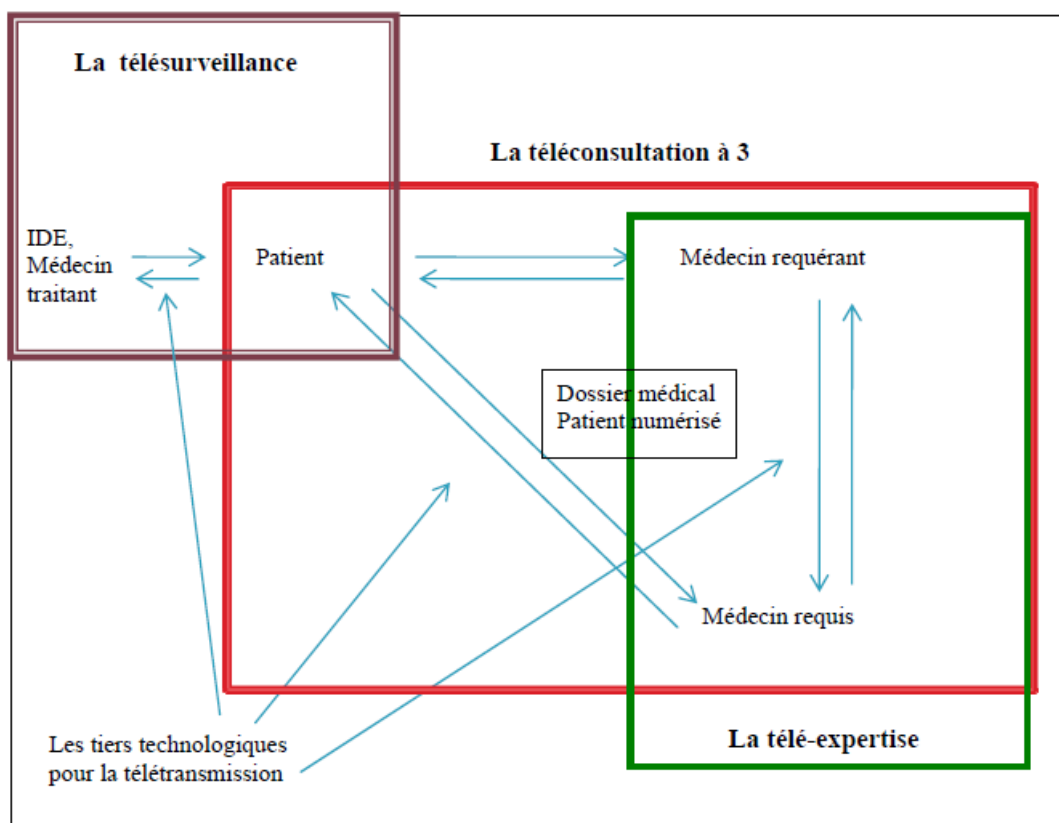 La télésurveillance
La téléconsultation à 3
IDE,
Médecin
traitant
Patient
Médecin requérant
Dossier médical
Patient numérisé
Médecin requis
Les tiers technologiques
pour la télétransmission
La télé-expertise